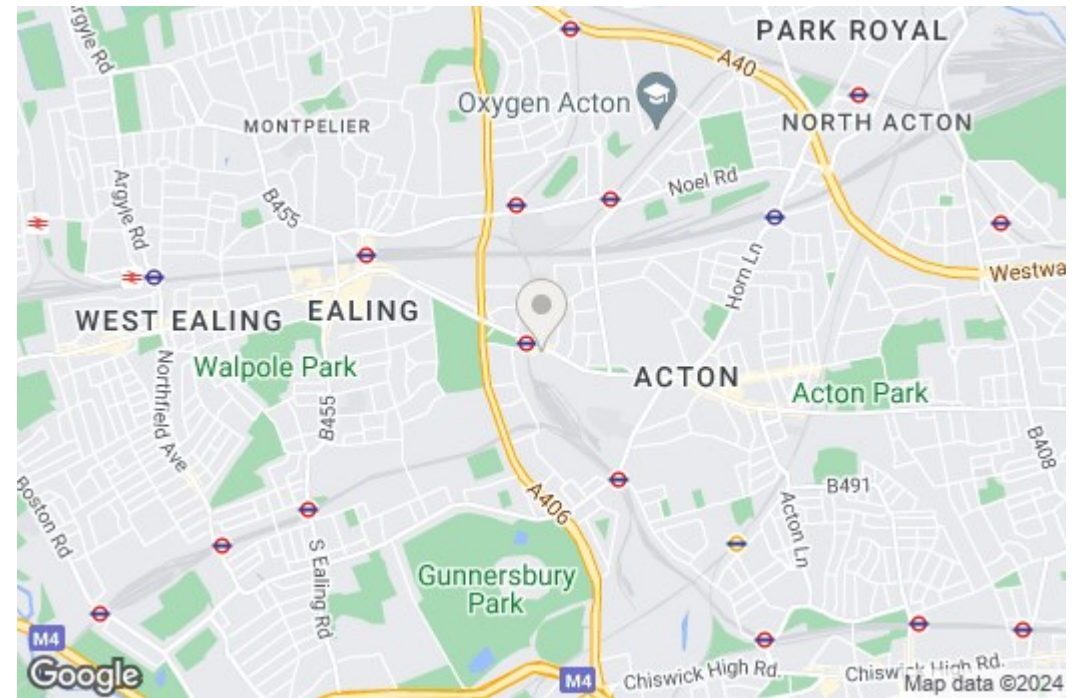 PARK ROYAL
Argyle Rd
A40
Oxygen Acton
MONTPELIER
NORTH ACTON
Noel Rd
Argyle Rd
B455
Horn Ln
Westwa
WEST EALING
EALING
Walpole Park
ACTON
Acton Park
Northfield Ave
B455
B408
B491
Boston Rd
A406
Acton Ln
S Ealing Rd
Gunnersbury
Park
M4
M4
Chiswick High Rd.
Chiswick High Rd.
Google
Map data ©2024